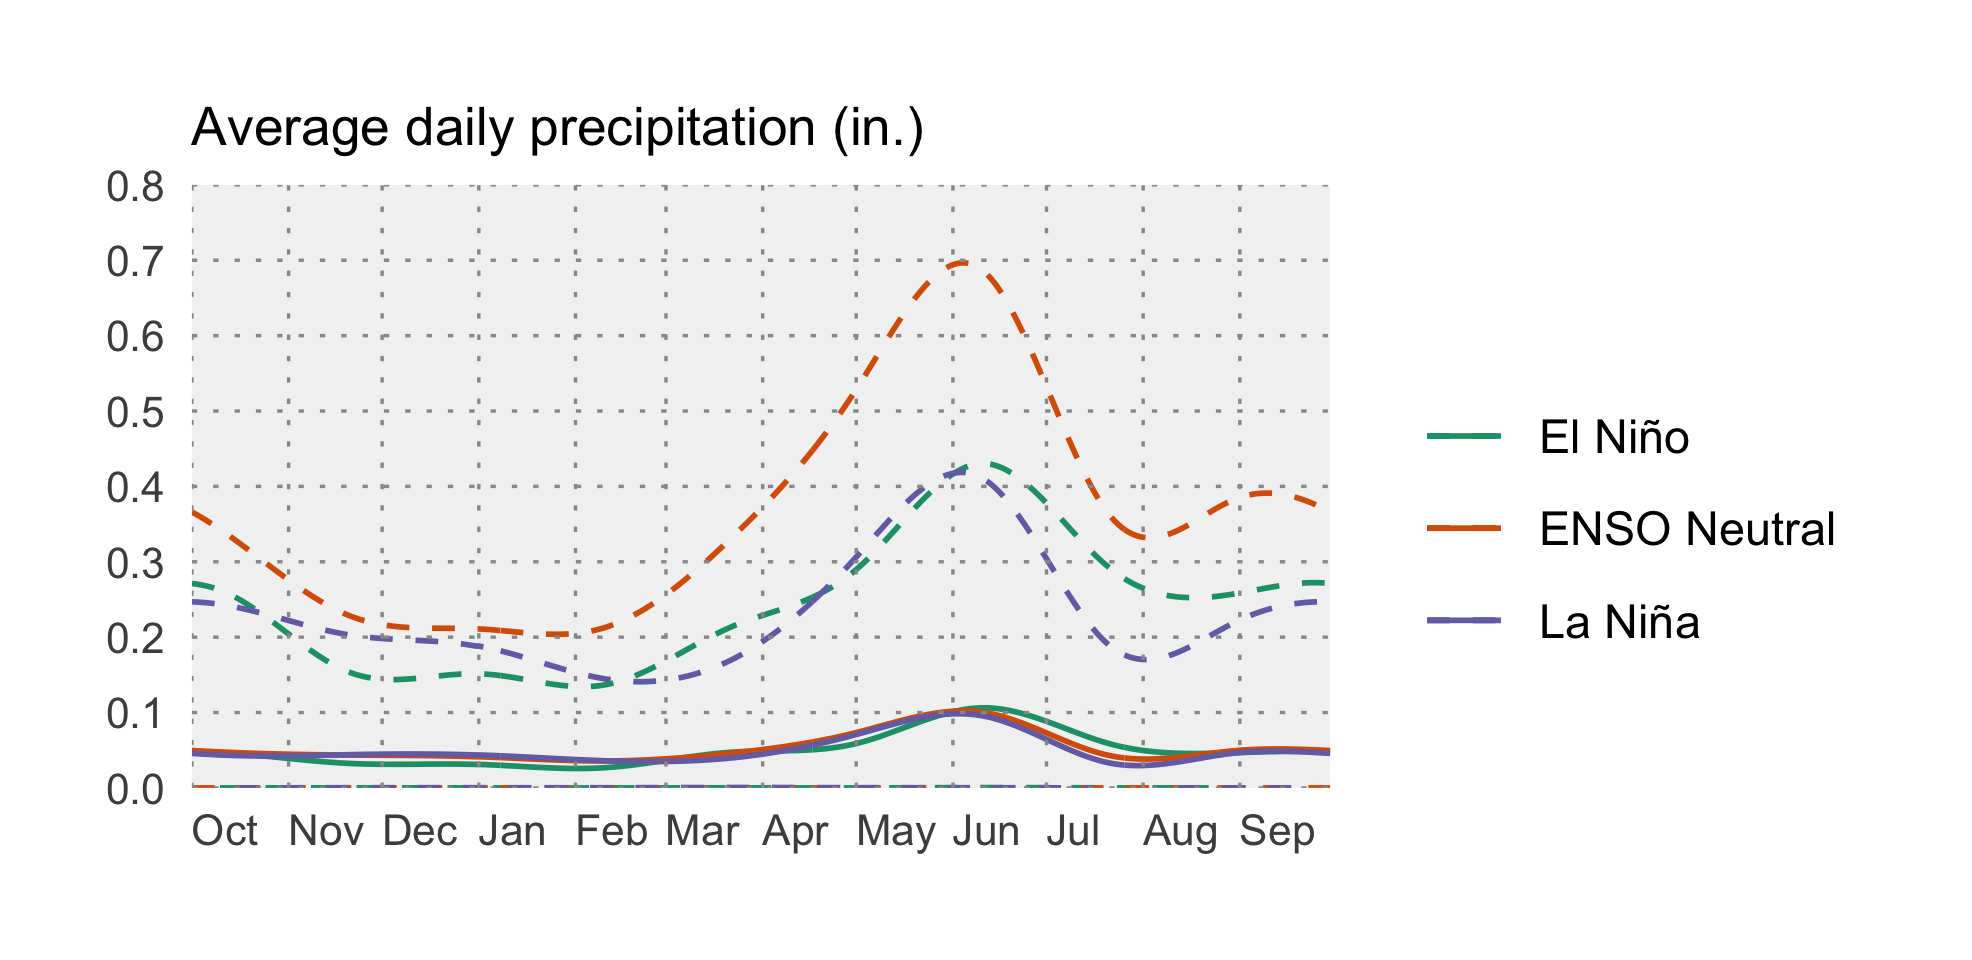 Average daily precipitation (in.)
0.8
0.7
0.6
0.5
0.4
0.3
0.2
0.1
0.0
Oct Nov Dec Jan Feb Mar Apr May Jun Jul Aug Sep
El Niño
ENSO Neutral
La Niña